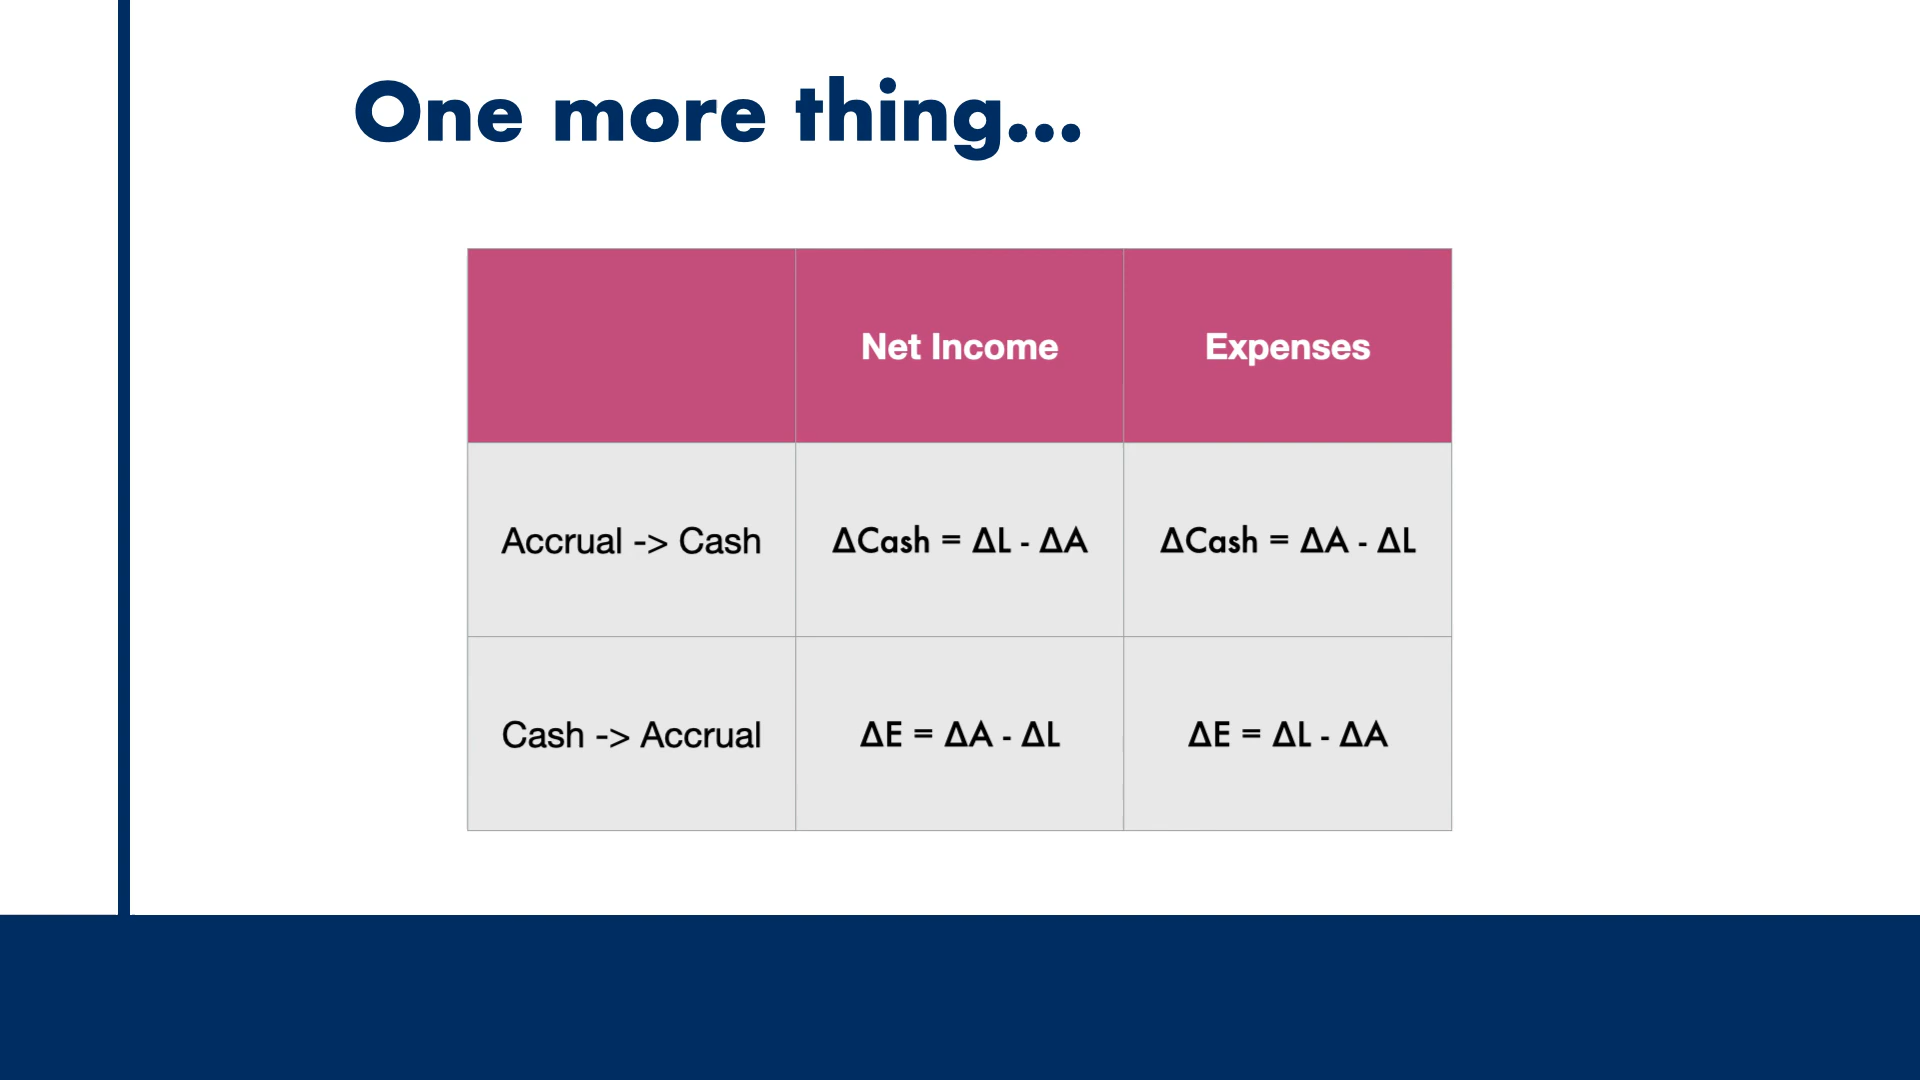 One more thing...
Net Income Expenses
Accrual -> Cash ΔCash = ΔL - ΔA ΔCash = ΔA - ΔL
Cash -> Accrual ΔE = ΔA - ΔL ΔE = ΔL - ΔA